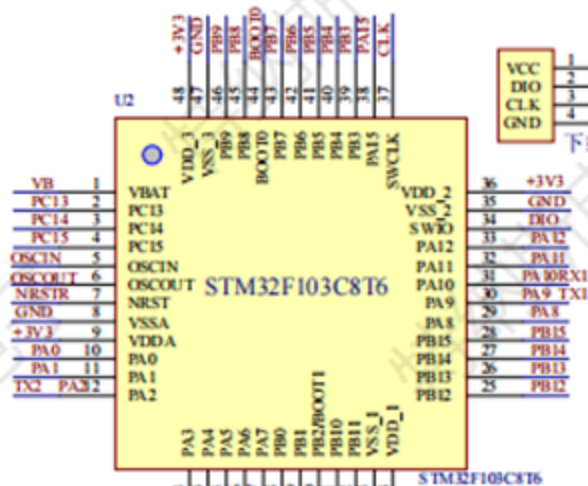 +3V3 GND PB9 PB8 BOOT0 PB7 PB6 PB5 PB4 PB3 PA15 CLK
48 47 46 45 44 43 42 41 40 39 38 37
U2
VDD_3 VSS_3 PB9 PB8 BOOT0 PB7 PB6 PB5 PB4 PB3 PA15 SWCLK
VCC 1
DIO 2
CLK 3
GND 4
下
VB 1 VBAT VDD_2 36 +3V3
PC13 2 PC13 VSS_2 35 GND
PC14 3 PC14 SWIO 34 DIO
PC15 4 PC15 PA12 33 PA12
OSCIN 5 OSCIN PA11 32 PA11
OSCOUT 6 OSCOUT STM32F103C8T6 PA10 31 PA10RX1
NRSTR 7 NRST PA9 30 PA9 TX1
GND 8 VSSA PA8 29 PA8
+3V3 9 VDDA PB15 28 PB15
PA0 10 PA0 PB14 27 PB14
PA1 11 PA1 PB13 26 PB13
TX2 PA2 12 PA2 PB12 25 PB12
PA3 PA4 PA5 PA6 PA7 PB0 PB1 PB2/BOOT1 PB10 PB11 VSS_1 VDD_1
STM32F103C8T6